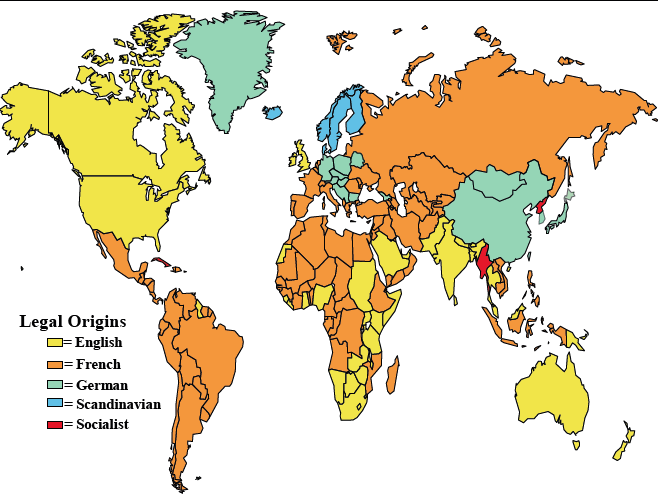 Legal Origins
= English
= French
= German
= Scandinavian
= Socialist